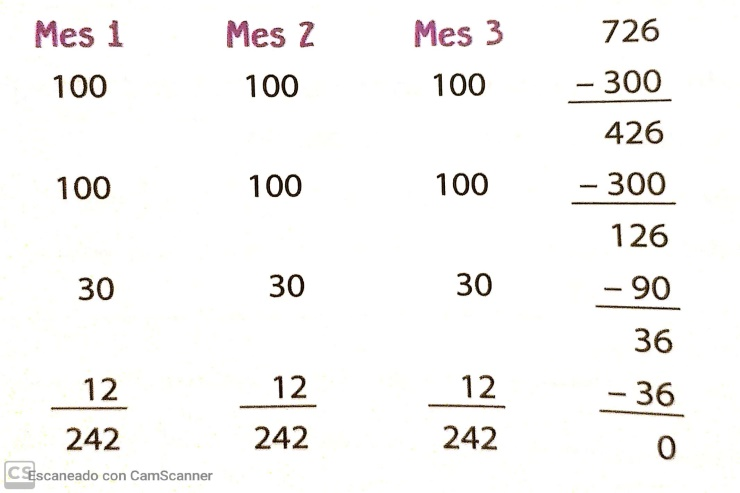 Mes 1 Mes 2 Mes 3 726
100 100 100 – 300
426
100 100 100 – 300
126
30 30 30 – 90
36
12 12 12 – 36
242 242 242 0
CS Escaneado con CamScanner